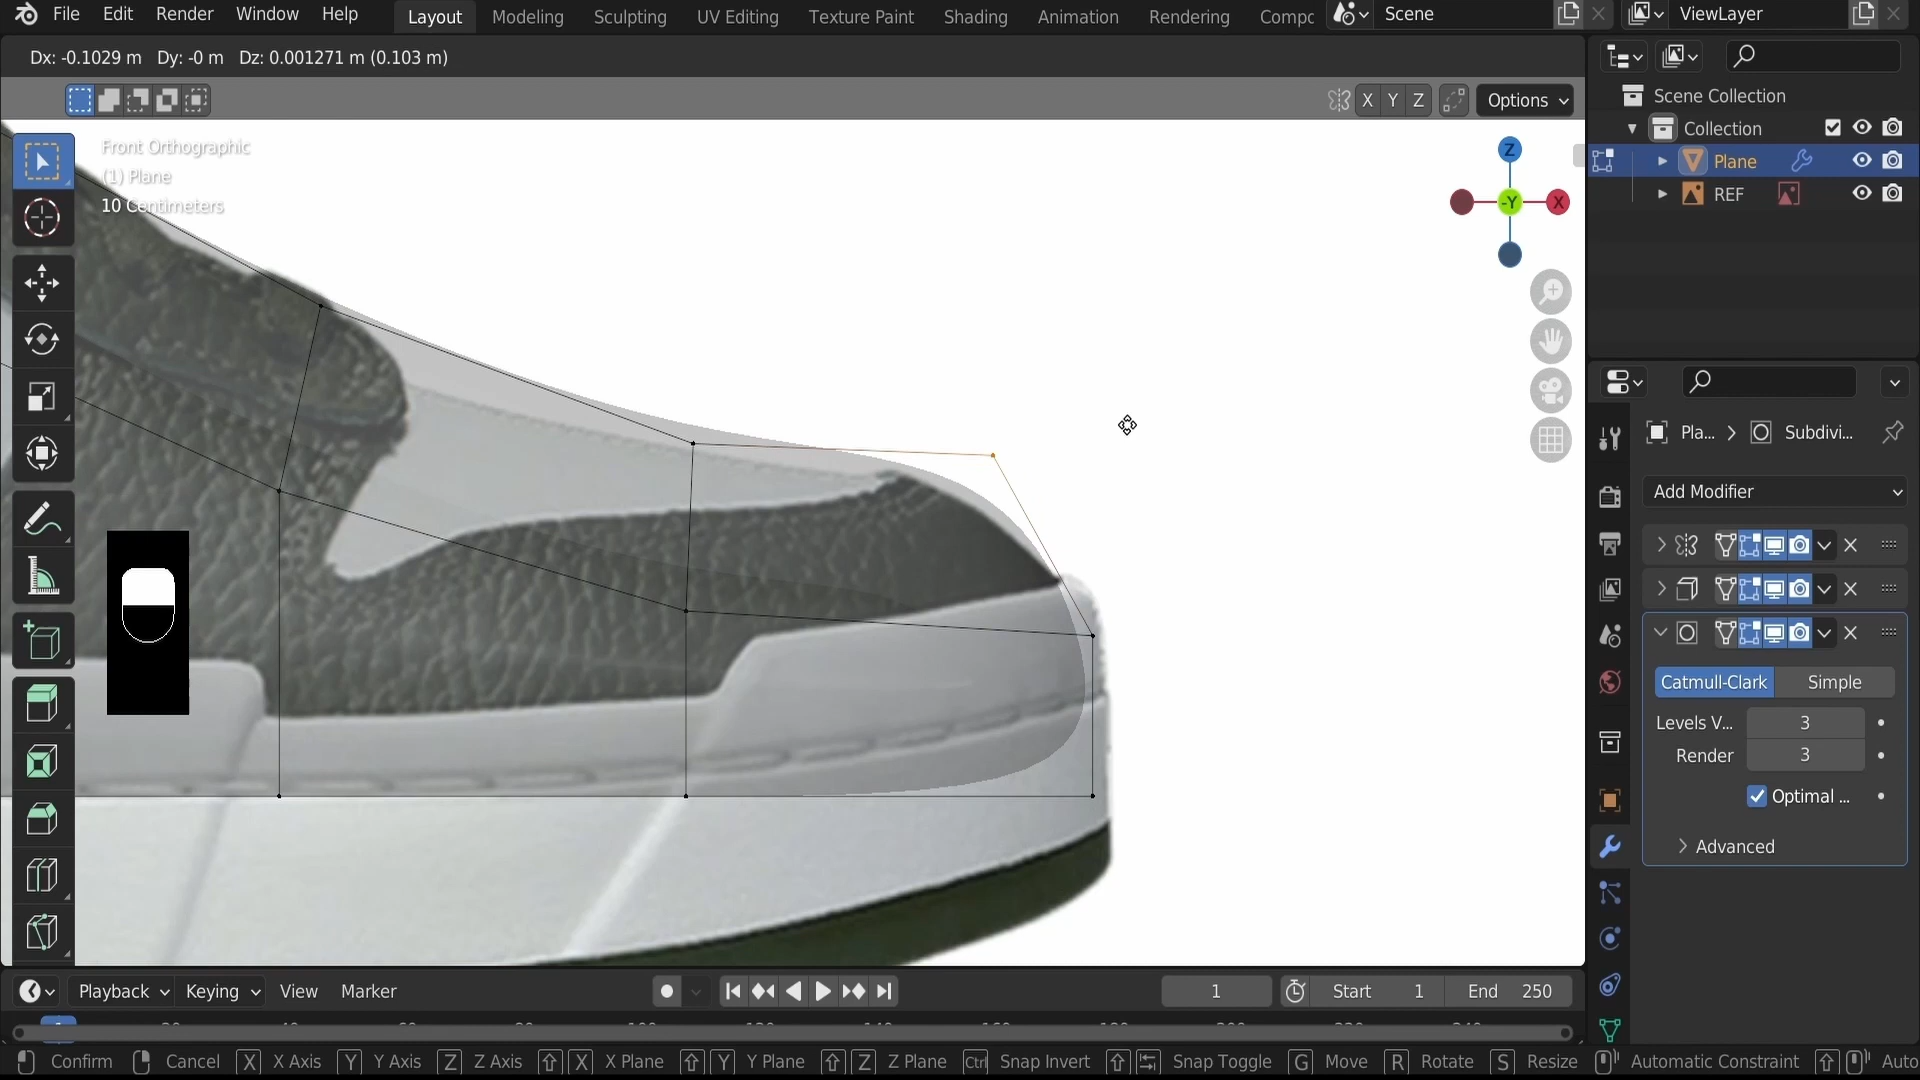 File Edit Render Window Help Layout Modeling Sculpting UV Editing Texture Paint Shading Animation Rendering Compc Scene ViewLayer
Dx: -0.1029 m Dy: -0 m Dz: 0.001271 m (0.103 m)
X Y Z Options
Front Orthographic
(1) Plane
10 Centimeters
Z
-Y
X
Scene Collection
Collection
Plane
REF
Pla... Subdivi...
Add Modifier
Catmull-Clark Simple
Levels V... 3
Render 3
Optimal ...
Advanced
Playback Keying View Marker 1 Start 1 End 250
Confirm Cancel X X Axis Y Y Axis Z Z Axis X X Plane Y Y Plane Z Z Plane Ctrl Snap Invert Snap Toggle G Move R Rotate S Resize Automatic Constraint Auto